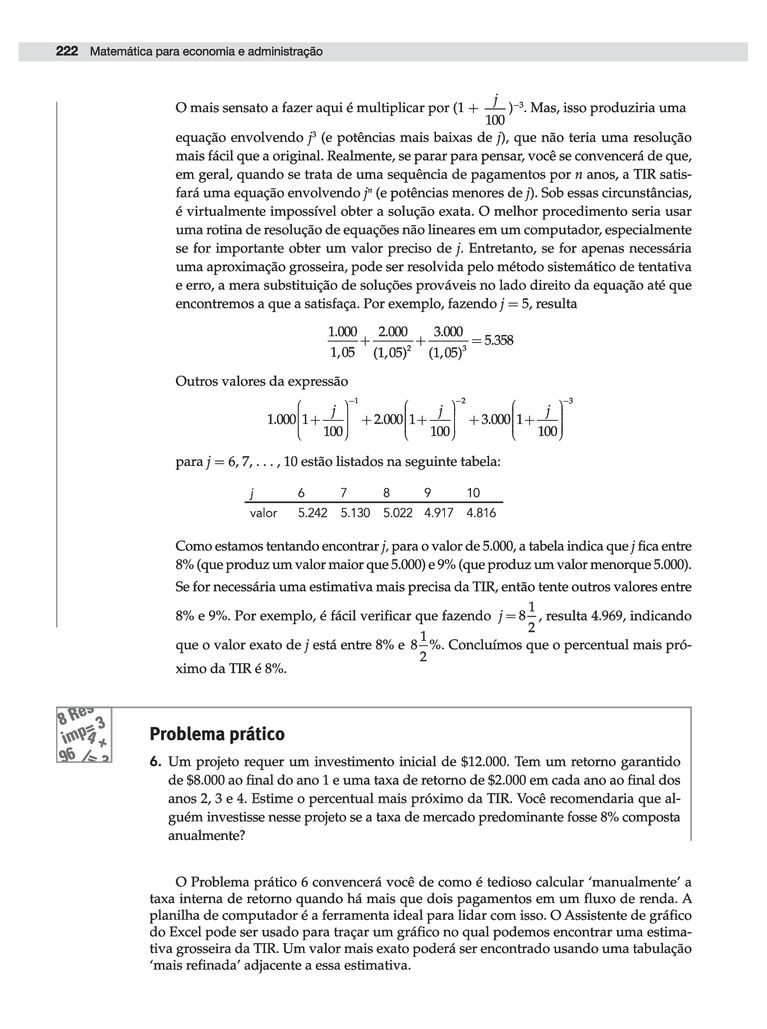 222 Matemática para economia e administração
O mais sensato a fazer aqui é multiplicar por (1 + j/100)⁻³. Mas, isso produziria uma
equação envolvendo j³ (e potências mais baixas de j), que não teria uma resolução
mais fácil que a original. Realmente, se parar para pensar, você se convencerá de que,
em geral, quando se trata de uma sequência de pagamentos por n anos, a TIR satis-
fará uma equação envolvendo jⁿ (e potências menores de j). Sob essas circunstâncias,
é virtualmente impossível obter a solução exata. O melhor procedimento seria usar
uma rotina de resolução de equações não lineares em um computador, especialmente
se for importante obter um valor preciso de j. Entretanto, se for apenas necessária
uma aproximação grosseira, pode ser resolvida pelo método sistemático de tentativa
e erro, a mera substituição de soluções prováveis no lado direito da equação até que
encontremos a que a satisfaça. Por exemplo, fazendo j = 5, resulta
1.000/1,05 + 2.000/(1,05)² + 3.000/(1,05)³ = 5.358
Outros valores da expressão
1.000(1 + j/100)⁻¹ + 2.000(1 + j/100)⁻² + 3.000(1 + j/100)⁻³
para j = 6, 7, . . . , 10 estão listados na seguinte tabela:
j 6 7 8 9 10
valor 5.242 5.130 5.022 4.917 4.816
Como estamos tentando encontrar j, para o valor de 5.000, a tabela indica que j fica entre
8% (que produz um valor maior que 5.000) e 9% (que produz um valor menorque 5.000).
Se for necessária uma estimativa mais precisa da TIR, então tente outros valores entre
8% e 9%. Por exemplo, é fácil verificar que fazendo j = 8 1/2, resulta 4.969, indicando
que o valor exato de j está entre 8% e 8 1/2%. Concluímos que o percentual mais pró-
ximo da TIR é 8%.
8 Res
imp= 3
4 +
96 /= 2
Problema prático
6. Um projeto requer um investimento inicial de $12.000. Tem um retorno garantido
de $8.000 ao final do ano 1 e uma taxa de retorno de $2.000 em cada ano ao final dos
anos 2, 3 e 4. Estime o percentual mais próximo da TIR. Você recomendaria que al-
guém investisse nesse projeto se a taxa de mercado predominante fosse 8% composta
anualmente?
O Problema prático 6 convencerá você de como é tedioso calcular ‘manualmente’ a
taxa interna de retorno quando há mais que dois pagamentos em um fluxo de renda. A
planilha de computador é a ferramenta ideal para lidar com isso. O Assistente de gráfico
do Excel pode ser usado para traçar um gráfico no qual podemos encontrar uma estima-
tiva grosseira da TIR. Um valor mais exato poderá ser encontrado usando uma tabulação
‘mais refinada’ adjacente a essa estimativa.